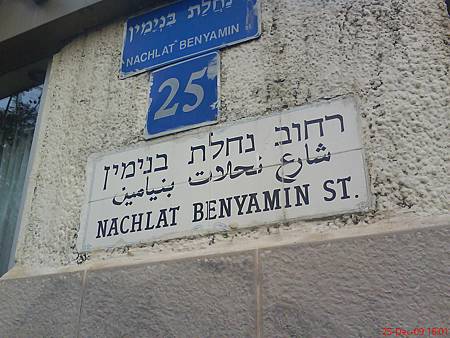 נחלת בנימין
NACHLAT BENYAMIN
25
רחוב נחלת בנימין
شارع نحلات بنيامين
NACHLAT BENYAMIN ST.
25-Dec-09 16:01